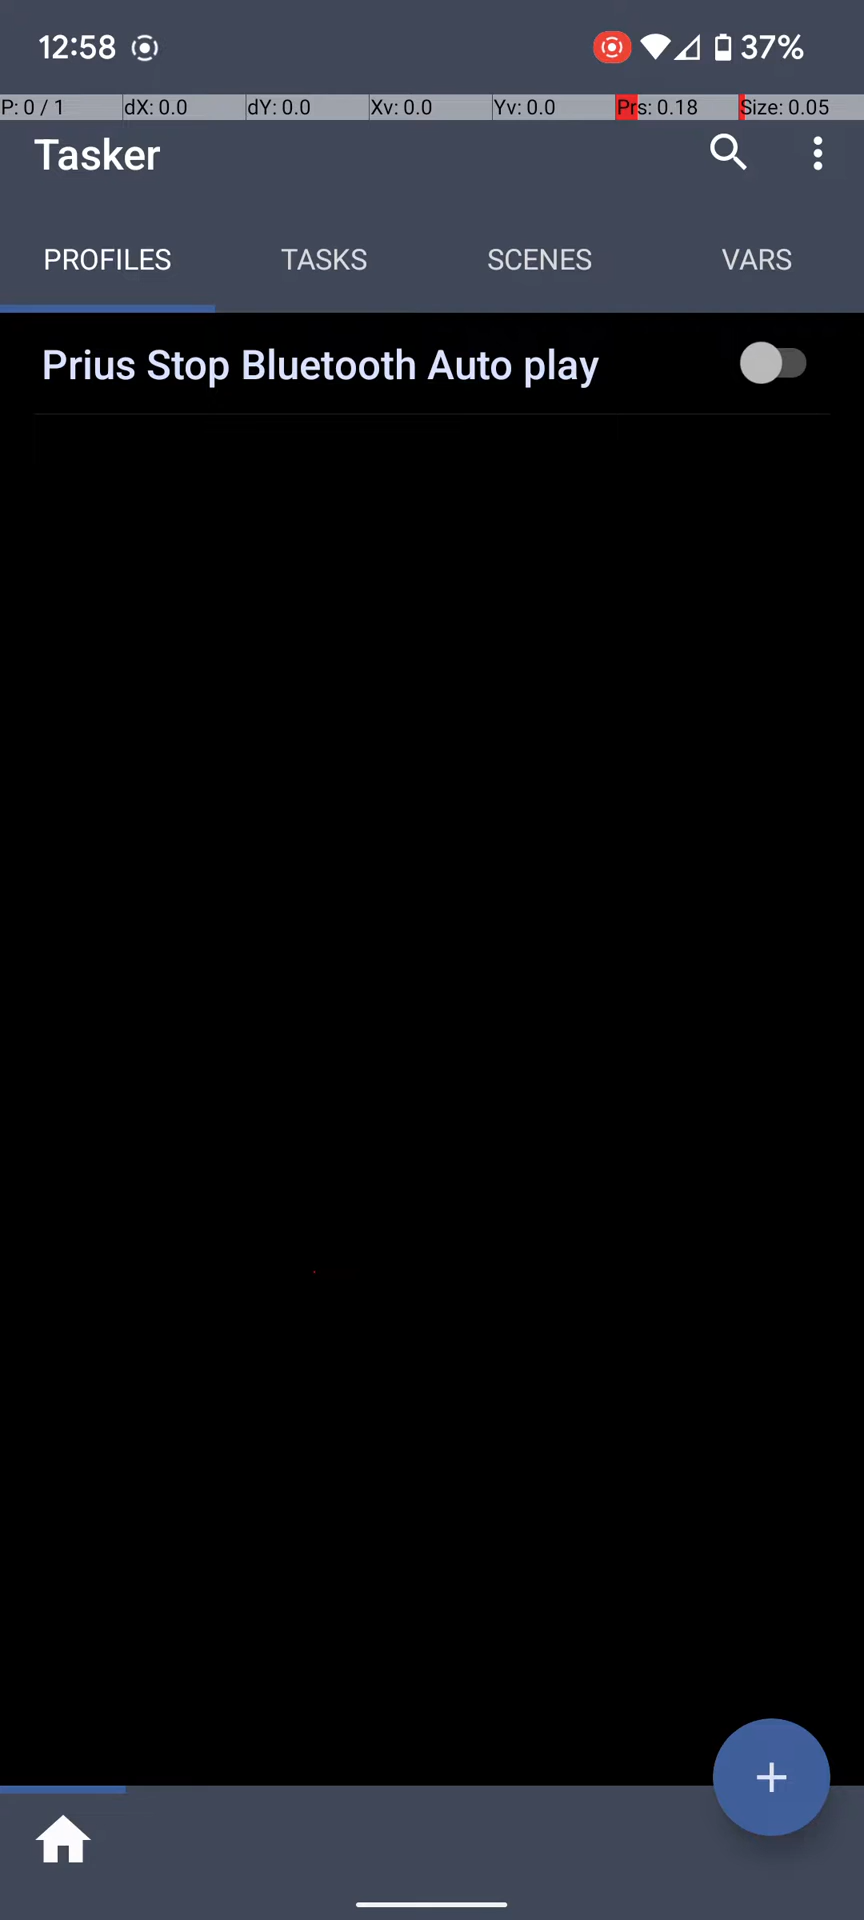 12:58 37%
P: 0 / 1 dX: 0.0 dY: 0.0 Xv: 0.0 Yv: 0.0 Prs: 0.18 Size: 0.05
Tasker
PROFILES TASKS SCENES VARS
Prius Stop Bluetooth Auto play